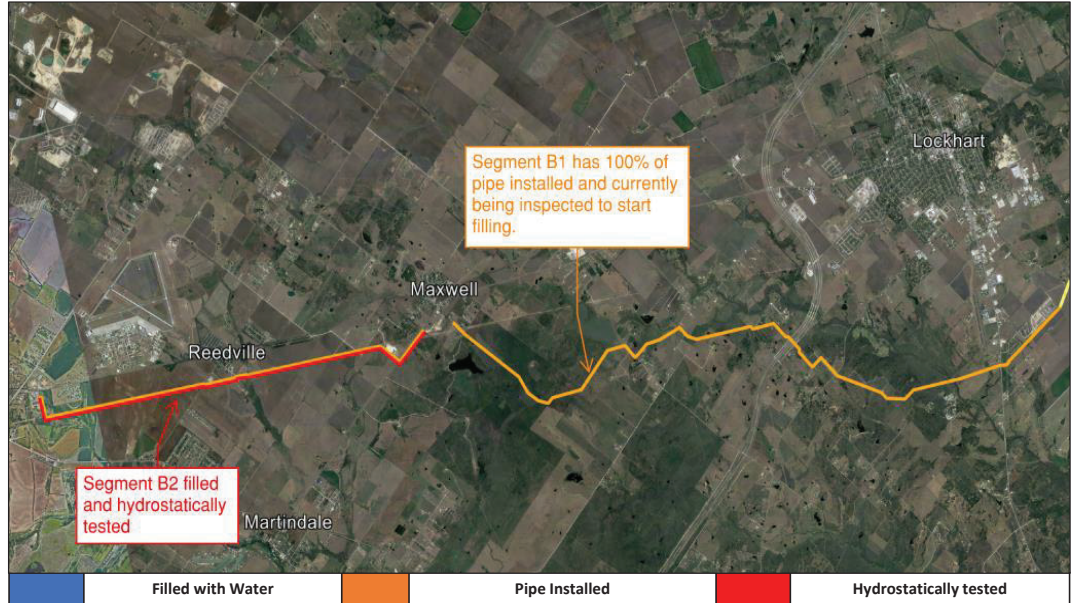 Lockhart
Segment B1 has 100% of
pipe installed and currently
being inspected to start
filling.
Maxwell
Reedville
Segment B2 filled
and hydrostatically
tested
Martindale
Filled with Water
Pipe Installed
Hydrostatically tested